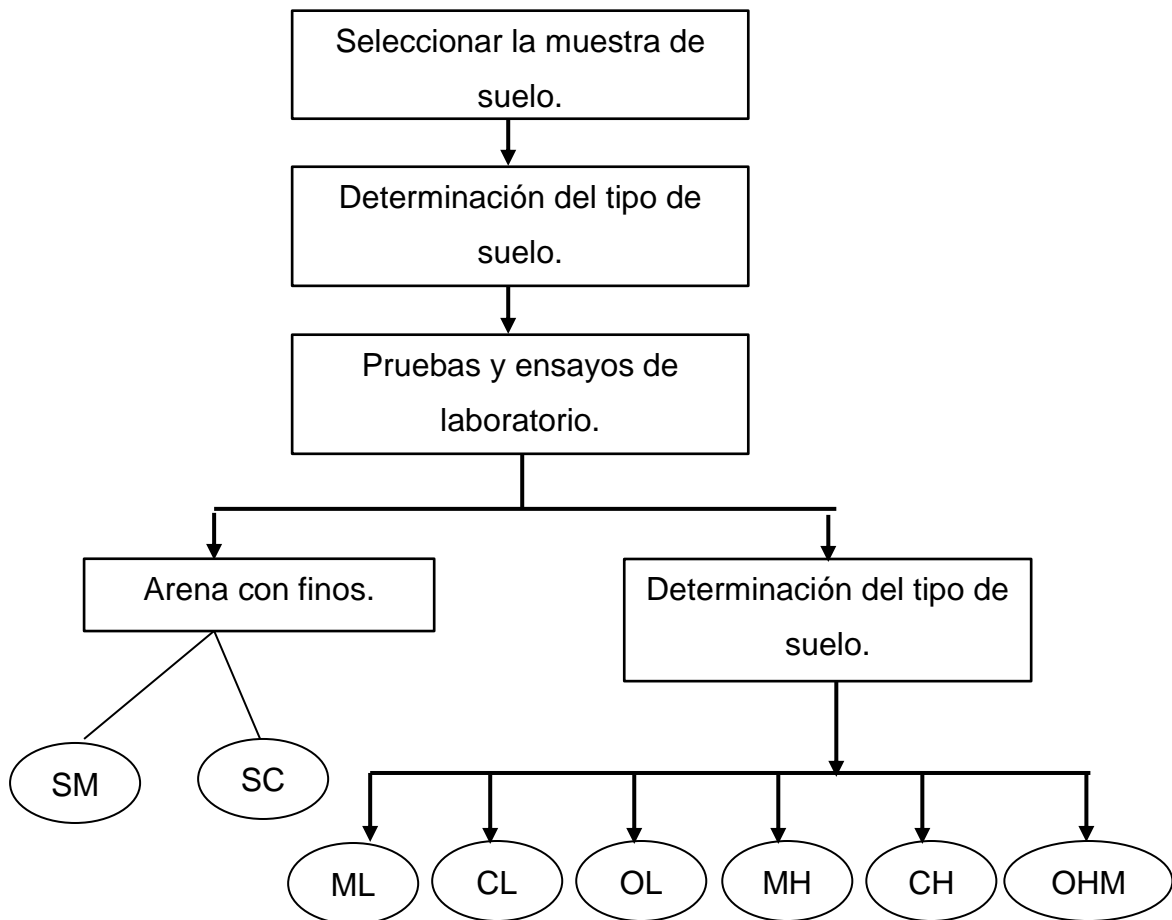 Seleccionar la muestra de
suelo.
Determinación del tipo de
suelo.
Pruebas y ensayos de
laboratorio.
Arena con finos.
Determinación del tipo de
suelo.
SM
SC
ML
CL
OL
MH
CH
OHM